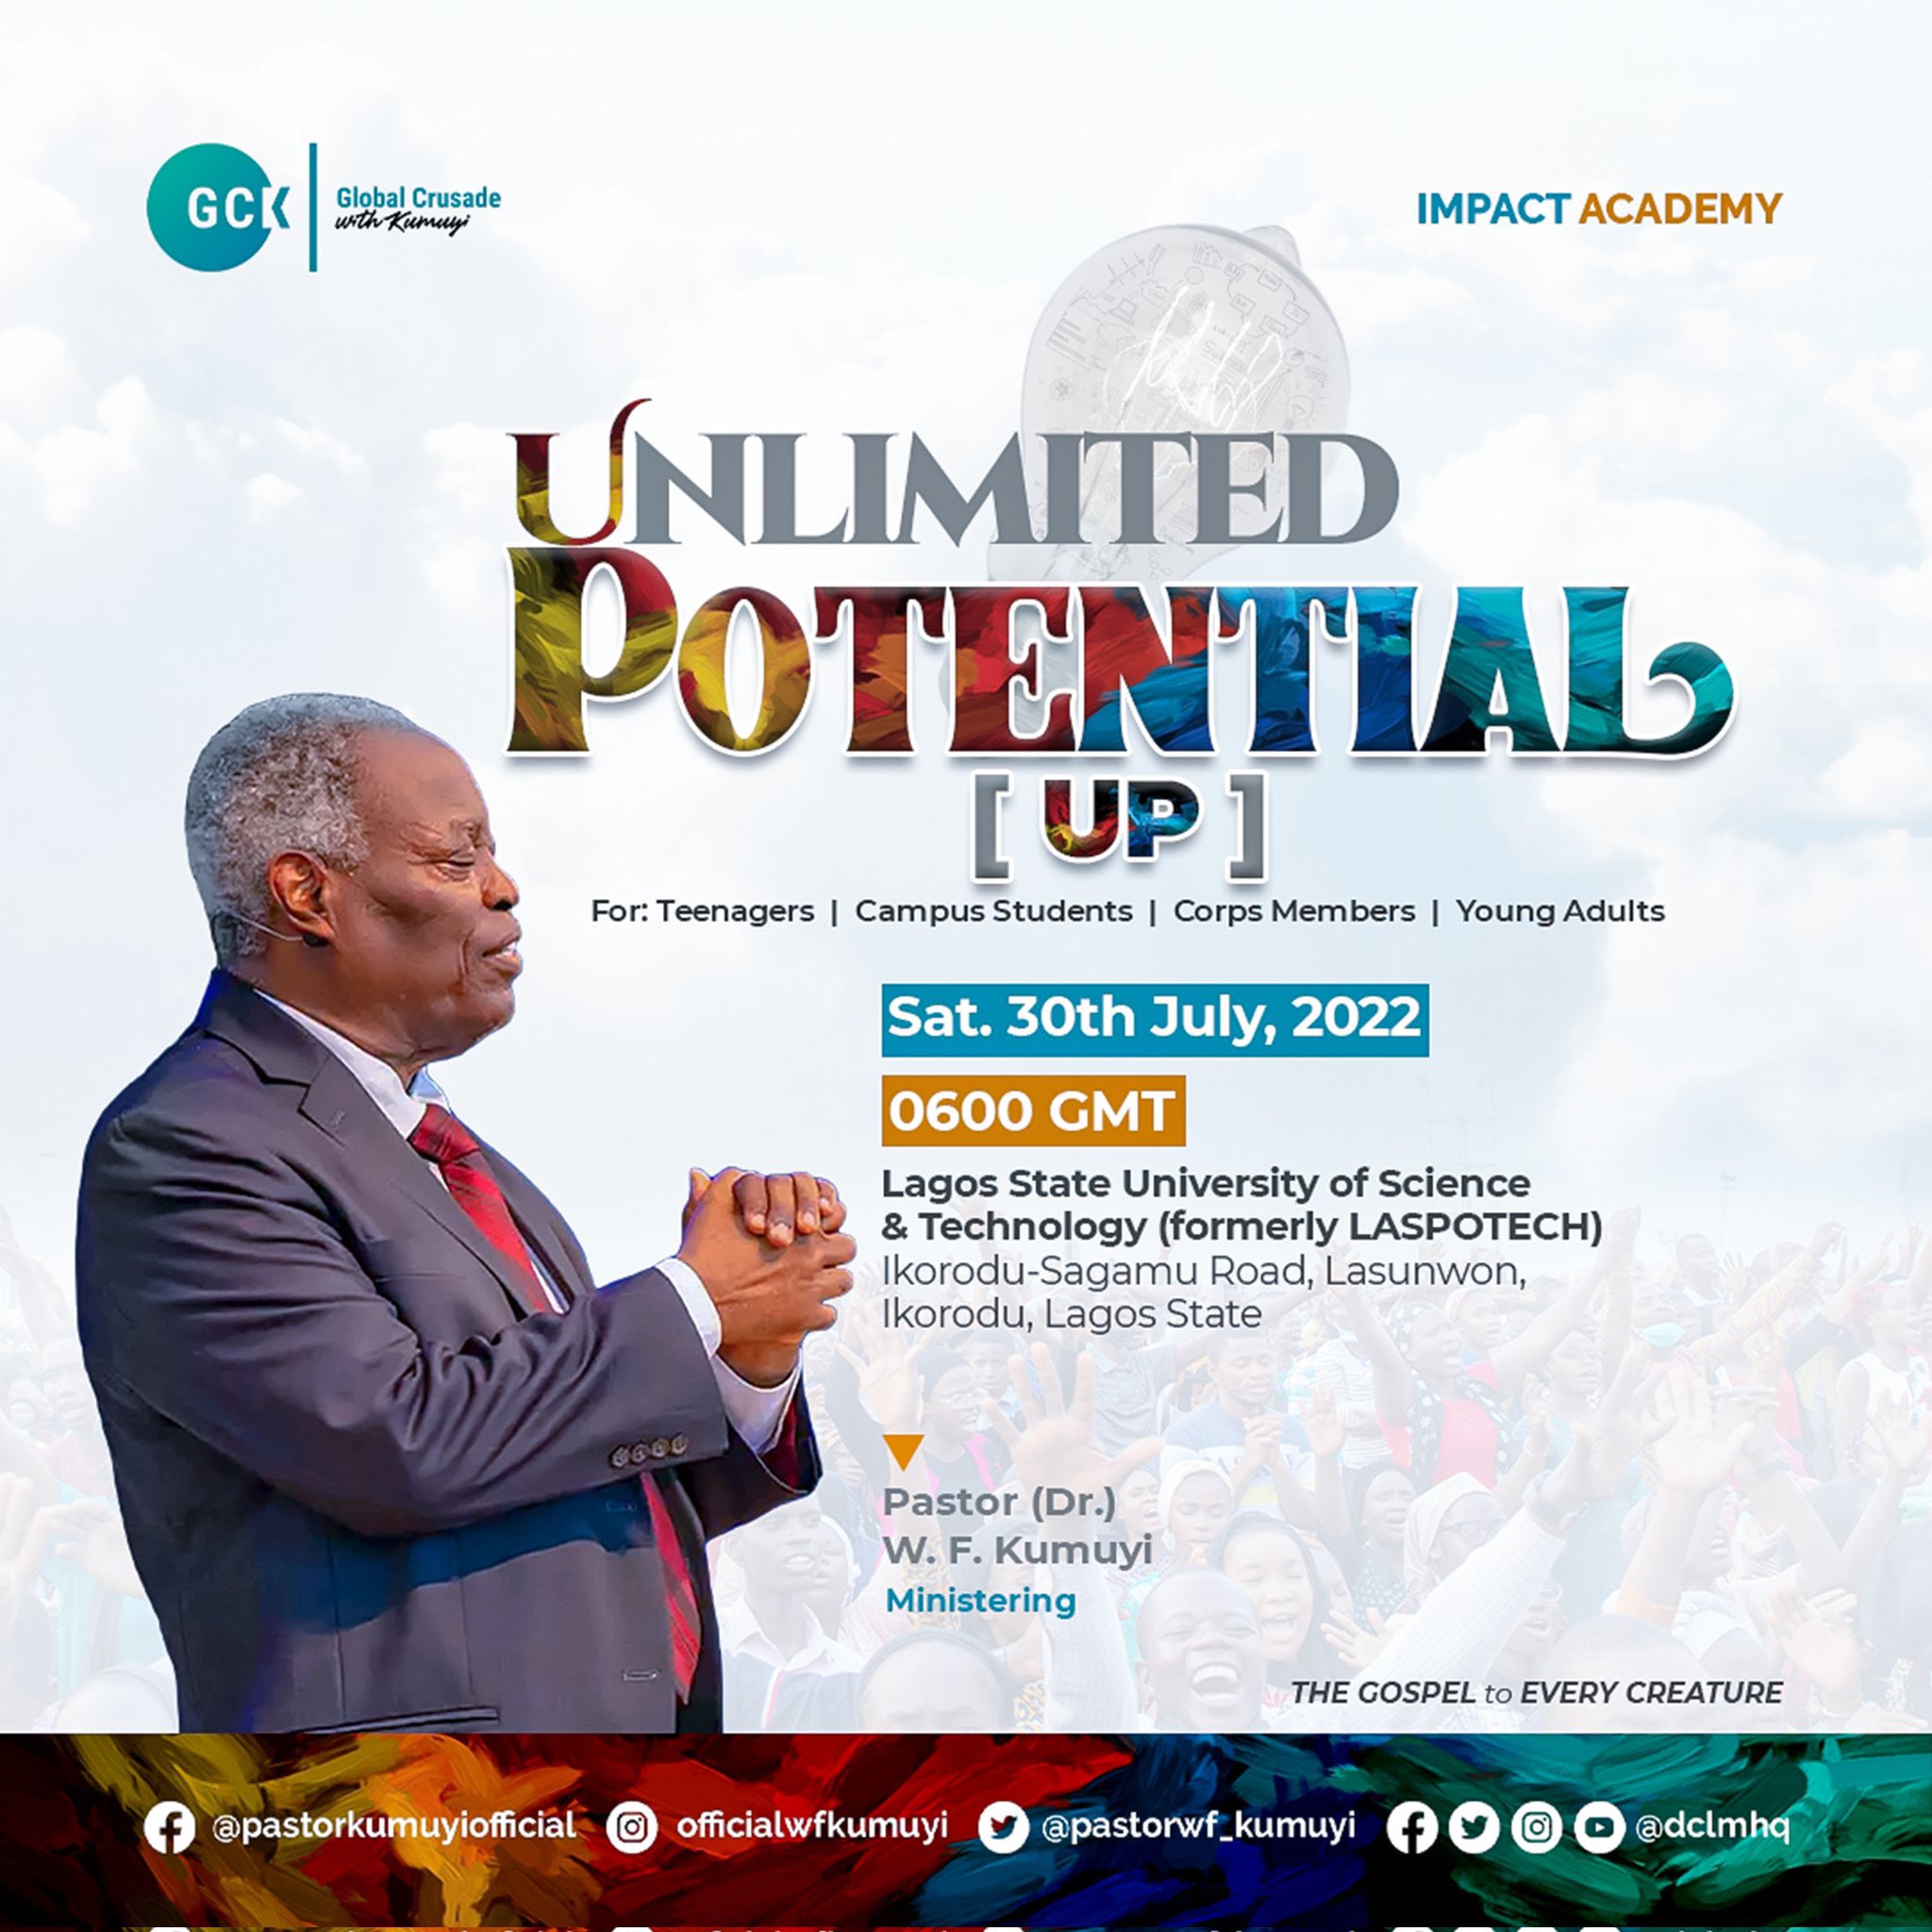 GCK
Global Crusade
with Kumuyi
IMPACT ACADEMY
UNLIMITED
POTENTIAL
[ UP ]
For: Teenagers | Campus Students | Corps Members | Young Adults
Sat. 30th July, 2022
0600 GMT
Lagos State University of Science
& Technology (formerly LASPOTECH)
Ikorodu-Sagamu Road, Lasunwon,
Ikorodu, Lagos State
Pastor (Dr.)
W. F. Kumuyi
Ministering
THE GOSPEL to EVERY CREATURE
@pastorkumuyiofficial officialwfkumuyi @pastorwf_kumuyi @dclmhq